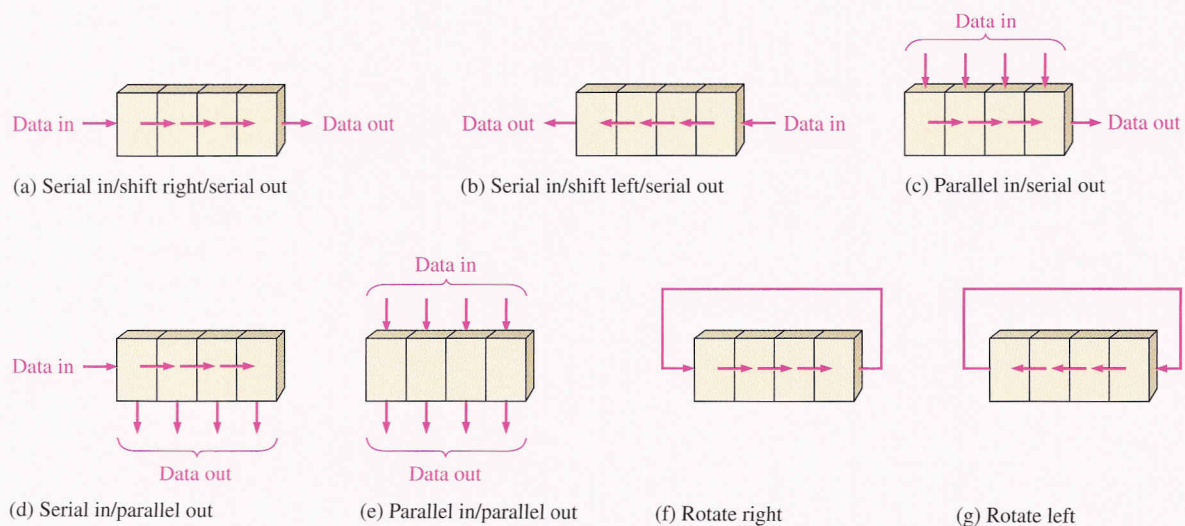 Data in
Data in
Data out
Data out
Data in
Data out
(a) Serial in/shift right/serial out
(b) Serial in/shift left/serial out
(c) Parallel in/serial out
Data in
Data in
Data out
Data out
(d) Serial in/parallel out
(e) Parallel in/parallel out
(f) Rotate right
(g) Rotate left